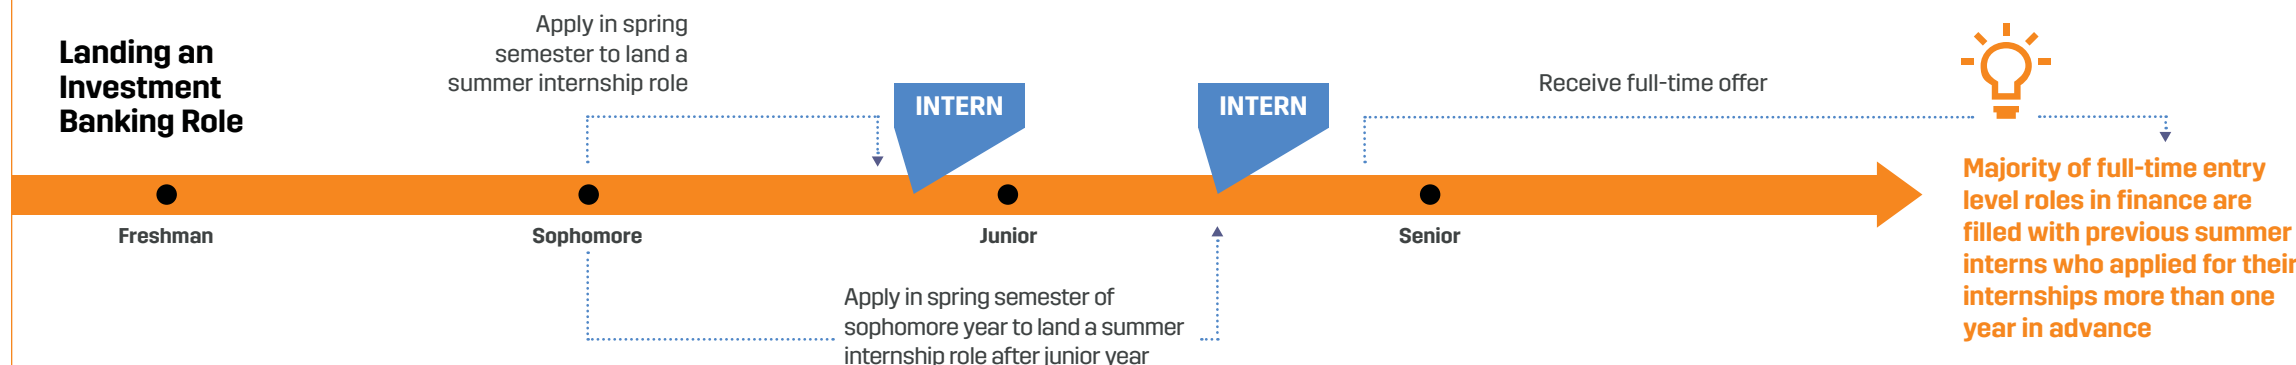 Landing an
Investment
Banking Role
Apply in spring
semester to land a
summer internship role
INTERN
INTERN
Receive full-time offer
Freshman
Sophomore
Junior
Senior
Apply in spring semester of
sophomore year to land a summer
internship role after junior year
Majority of full-time entry
level roles in finance are
filled with previous summer
interns who applied for their
internships more than one
year in advance